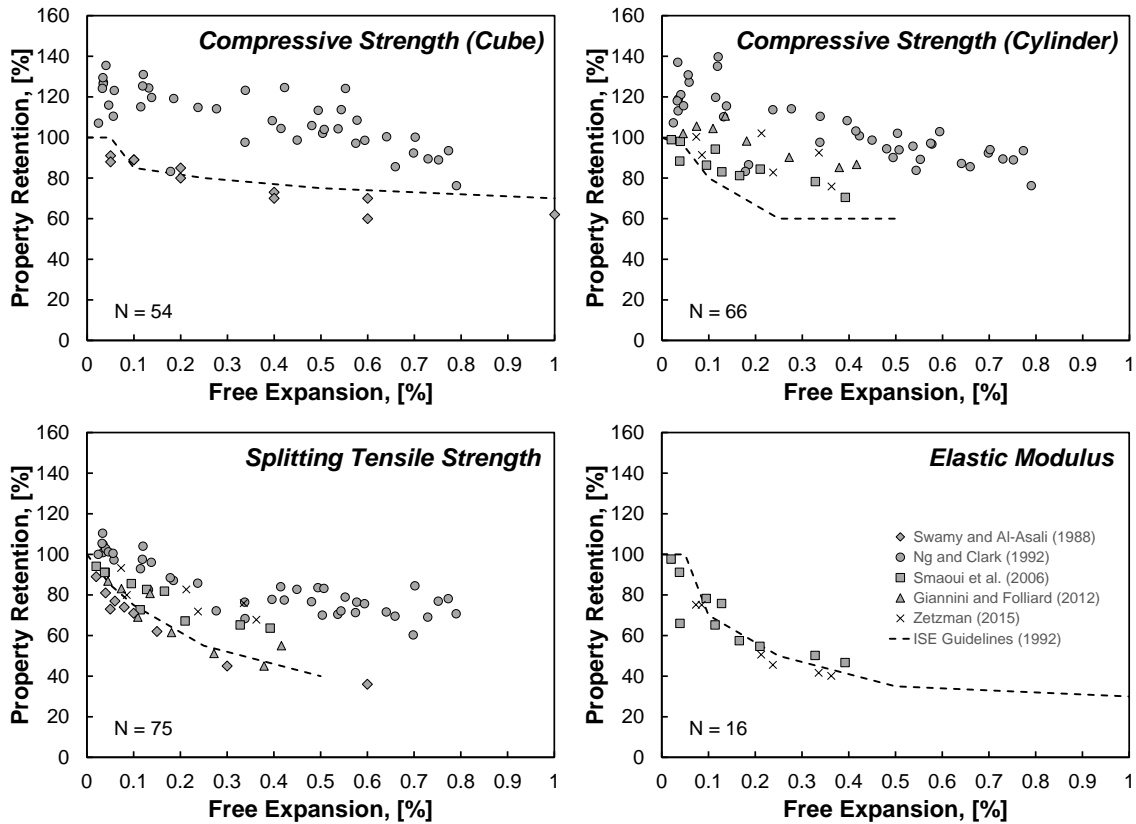 160
140
120
100
80
60
40
20
0
Property Retention, [%]
Compressive Strength (Cube)
N = 54
0 0.1 0.2 0.3 0.4 0.5 0.6 0.7 0.8 0.9 1
Free Expansion, [%]
160
140
120
100
80
60
40
20
0
Property Retention, [%]
Compressive Strength (Cylinder)
N = 66
0 0.1 0.2 0.3 0.4 0.5 0.6 0.7 0.8 0.9 1
Free Expansion, [%]
160
140
120
100
80
60
40
20
0
Property Retention, [%]
Splitting Tensile Strength
N = 75
0 0.1 0.2 0.3 0.4 0.5 0.6 0.7 0.8 0.9 1
Free Expansion, [%]
160
140
120
100
80
60
40
20
0
Property Retention, [%]
Elastic Modulus
Swamy and Al-Asali (1988)
Ng and Clark (1992)
Smaoui et al. (2006)
Giannini and Folliard (2012)
Zetzman (2015)
ISE Guidelines (1992)
N = 16
0 0.1 0.2 0.3 0.4 0.5 0.6 0.7 0.8 0.9 1
Free Expansion, [%]